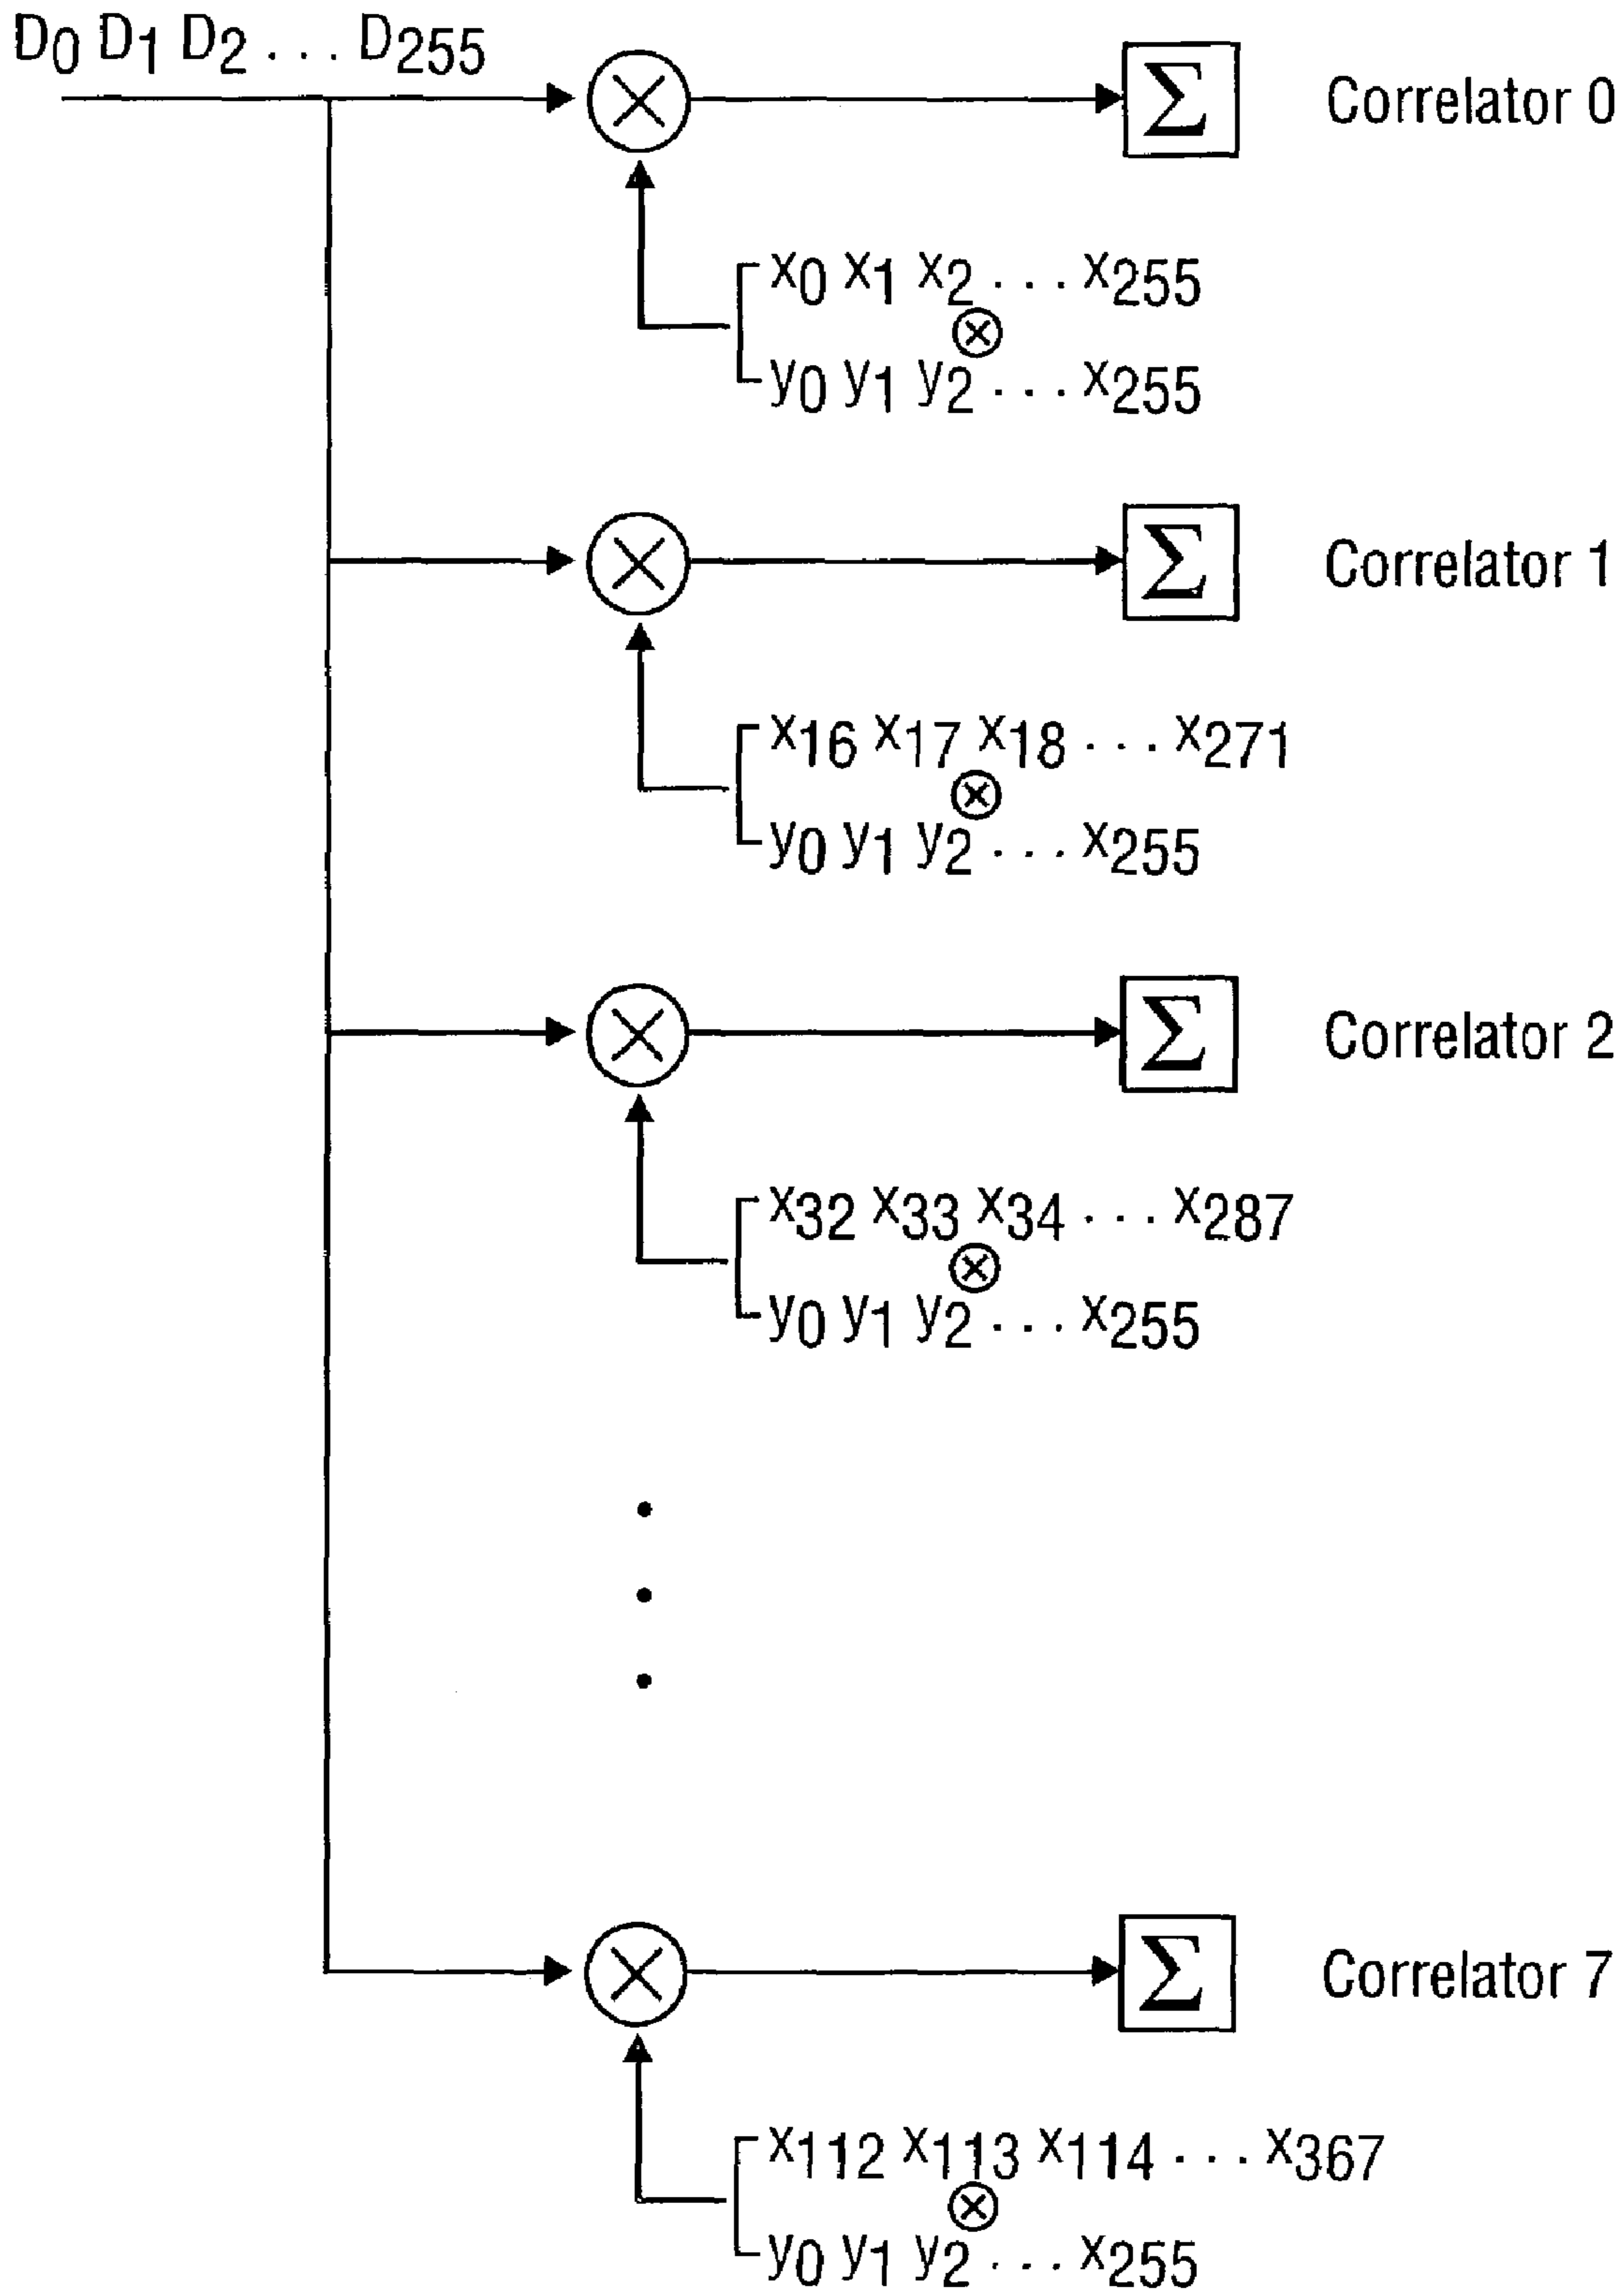 D0 D1 D2 . . . D255
Σ Correlator 0
x0 x1 x2 . . . x255
⊗
y0 y1 y2 . . . x255
Σ Correlator 1
x16 x17 x18 . . . x271
⊗
y0 y1 y2 . . . x255
Σ Correlator 2
x32 x33 x34 . . . x287
⊗
y0 y1 y2 . . . x255
Σ Correlator 7
x112 x113 x114 . . . x367
⊗
y0 y1 y2 . . . x255